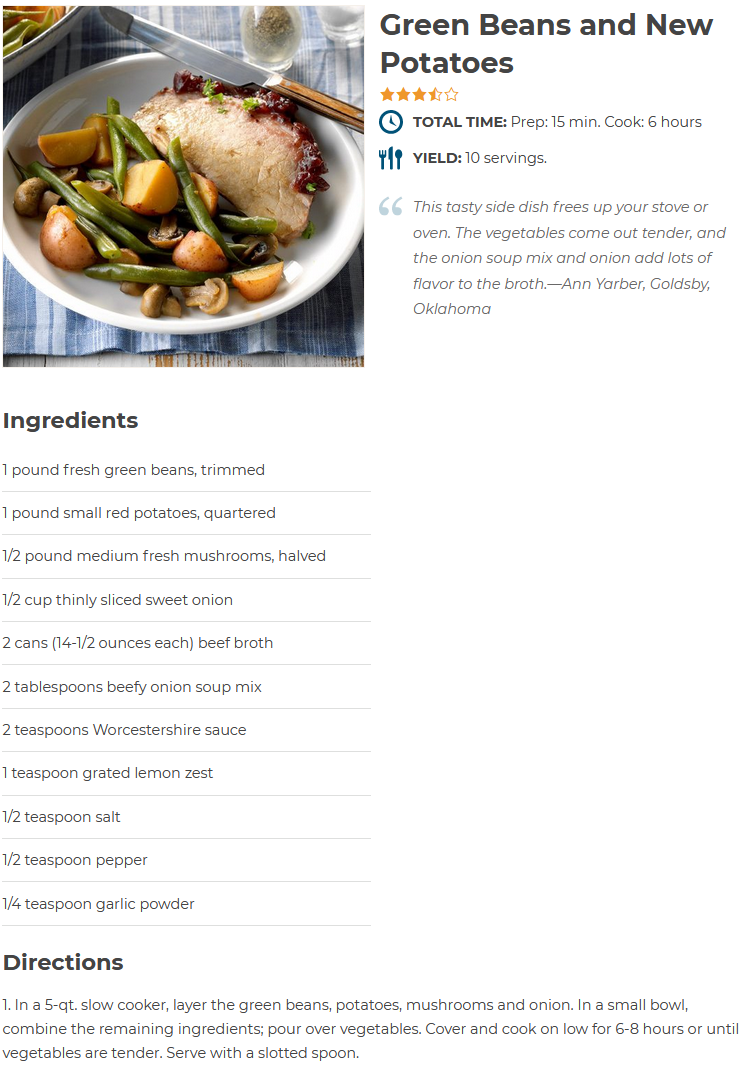 Green Beans and New
Potatoes
TOTAL TIME: Prep: 15 min. Cook: 6 hours
YIELD: 10 servings.
This tasty side dish frees up your stove or
oven. The vegetables come out tender, and
the onion soup mix and onion add lots of
flavor to the broth.—Ann Yarber, Goldsby,
Oklahoma
Ingredients
1 pound fresh green beans, trimmed
1 pound small red potatoes, quartered
1/2 pound medium fresh mushrooms, halved
1/2 cup thinly sliced sweet onion
2 cans (14-1/2 ounces each) beef broth
2 tablespoons beefy onion soup mix
2 teaspoons Worcestershire sauce
1 teaspoon grated lemon zest
1/2 teaspoon salt
1/2 teaspoon pepper
1/4 teaspoon garlic powder
Directions
1. In a 5-qt. slow cooker, layer the green beans, potatoes, mushrooms and onion. In a small bowl,
combine the remaining ingredients; pour over vegetables. Cover and cook on low for 6-8 hours or until
vegetables are tender. Serve with a slotted spoon.